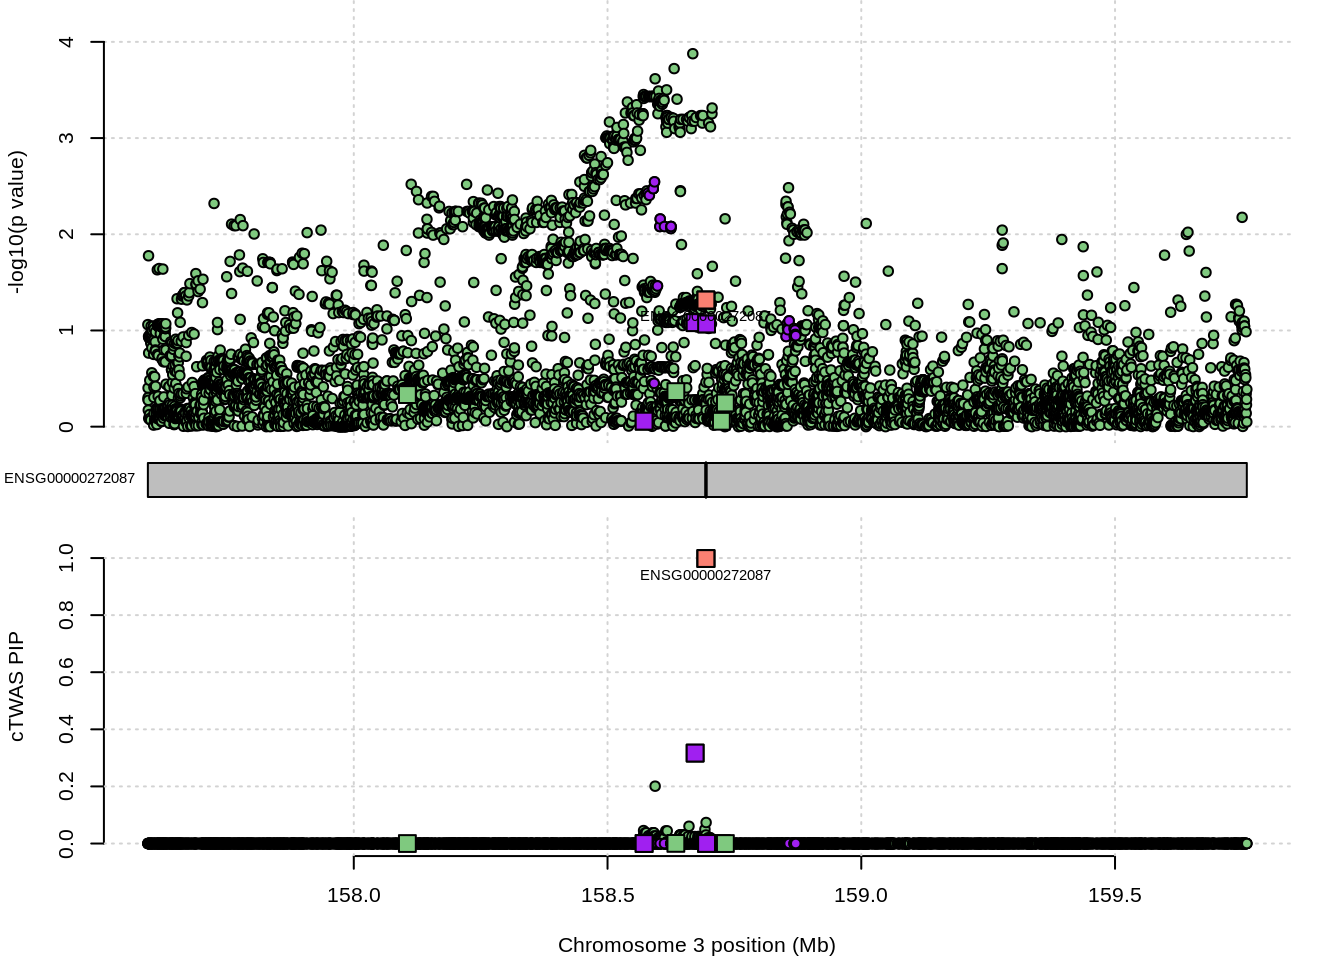 -log10(p value)
4
3
2
1
0
ENSG00000272087
ENSG00000272087
cTWAS PIP
1.0
0.8
0.6
0.4
0.2
0.0
ENSG00000272087
158.0 158.5 159.0 159.5
Chromosome 3 position (Mb)